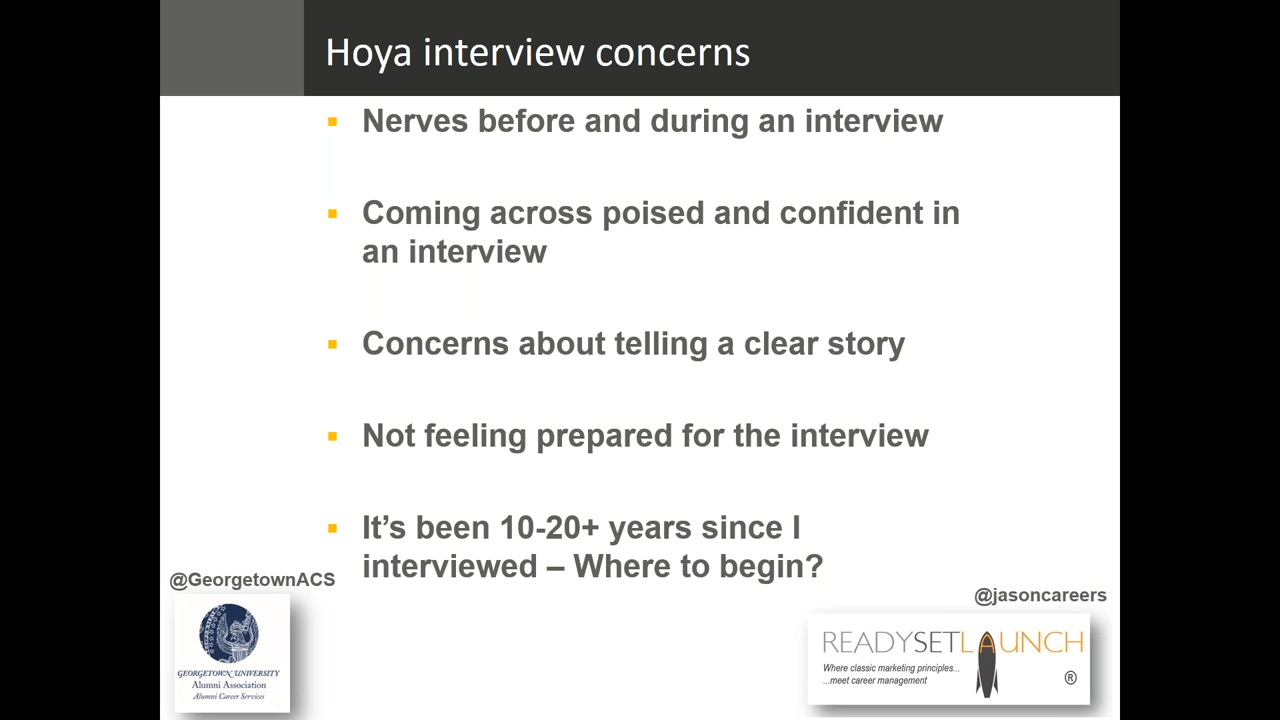 Hoya interview concerns
Nerves before and during an interview
Coming across poised and confident in
an interview
Concerns about telling a clear story
Not feeling prepared for the interview
It’s been 10-20+ years since I
interviewed – Where to begin?
@GeorgetownACS
GEORGETOWN UNIVERSITY
Alumni Association
Alumni Career Services
@jasoncareers
READYSETLAUNCH
Where classic marketing principles...
...meet career management
®